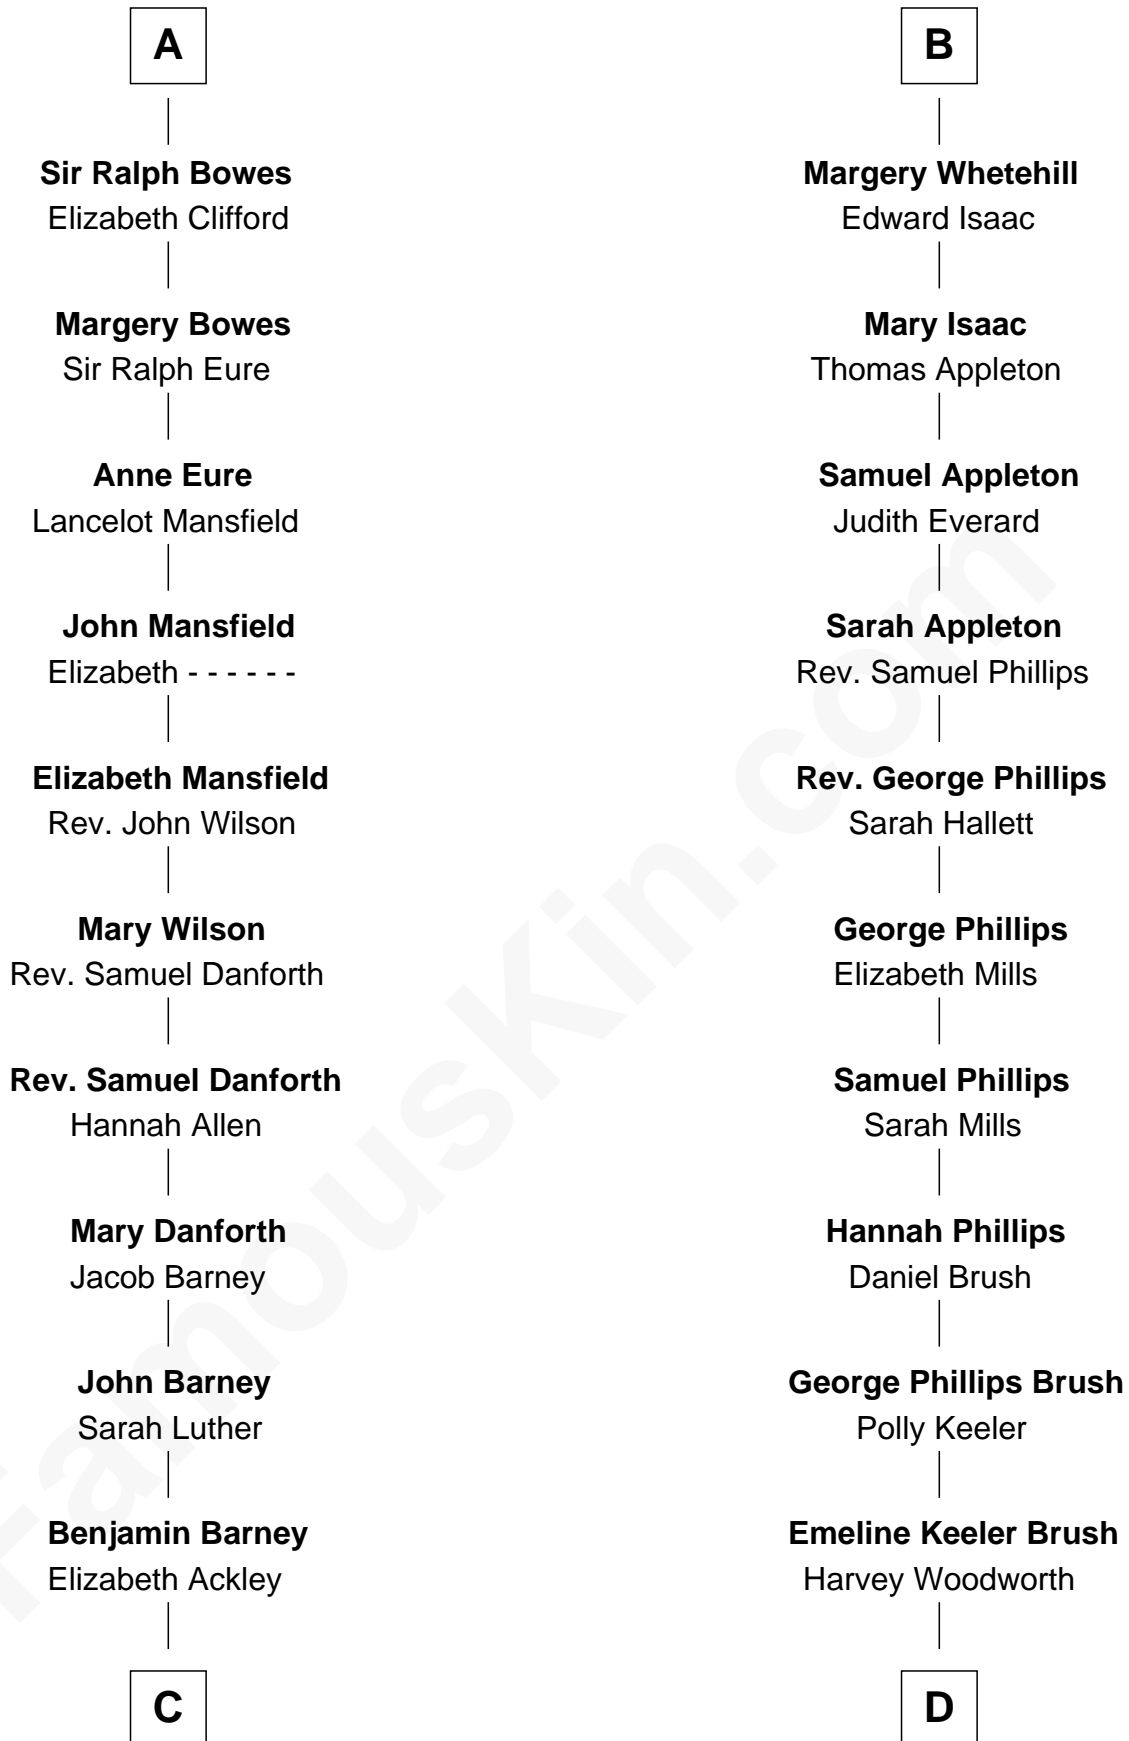 A
Sir Ralph Bowes
Elizabeth Clifford
Margery Bowes
Sir Ralph Eure
Anne Eure
Lancelot Mansfield
John Mansfield
Elizabeth - - - - - -
Elizabeth Mansfield
Rev. John Wilson
Mary Wilson
Rev. Samuel Danforth
Rev. Samuel Danforth
Hannah Allen
Mary Danforth
Jacob Barney
John Barney
Sarah Luther
Benjamin Barney
Elizabeth Ackley
C
B
Margery Whetehill
Edward Isaac
Mary Isaac
Thomas Appleton
Samuel Appleton
Judith Everard
Sarah Appleton
Rev. Samuel Phillips
Rev. George Phillips
Sarah Hallett
George Phillips
Elizabeth Mills
Samuel Phillips
Sarah Mills
Hannah Phillips
Daniel Brush
George Phillips Brush
Polly Keeler
Emeline Keeler Brush
Harvey Woodworth
D
FamousKin.com